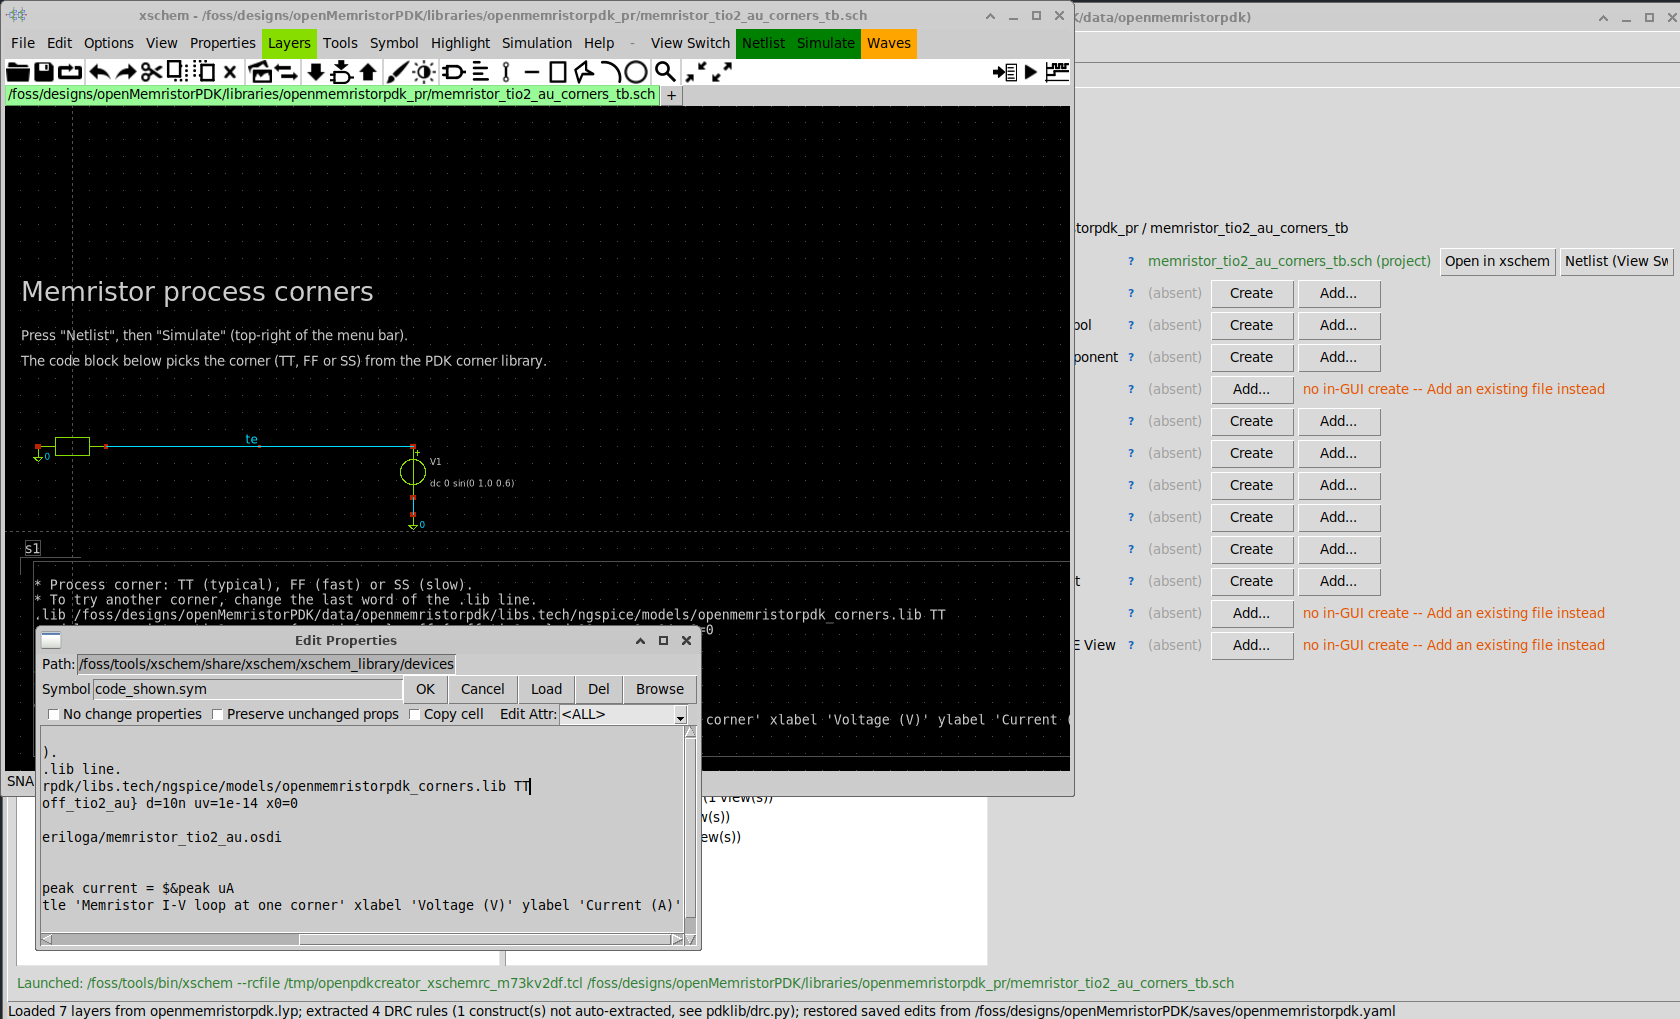 xschem - /foss/designs/openMemristorPDK/libraries/openmemristorpdk_pr/memristor_tio2_au_corners_tb.sch
/data/openmemristorpdk)
File Edit Options View Properties Layers Tools Symbol Highlight Simulation Help - View Switch Netlist Simulate Waves
/foss/designs/openMemristorPDK/libraries/openmemristorpdk_pr/memristor_tio2_au_corners_tb.sch +
torpdk_pr / memristor_tio2_au_corners_tb
? memristor_tio2_au_corners_tb.sch (project) Open in xschem Netlist (View Sw
? (absent) Create Add...
bol ? (absent) Create Add...
ponent ? (absent) Create Add...
? (absent) Add... no in-GUI create -- Add an existing file instead
? (absent) Create Add...
? (absent) Create Add...
? (absent) Create Add...
? (absent) Create Add...
? (absent) Create Add...
t ? (absent) Create Add...
? (absent) Add... no in-GUI create -- Add an existing file instead
E View ? (absent) Add... no in-GUI create -- Add an existing file instead
Memristor process corners
Press "Netlist", then "Simulate" (top-right of the menu bar).
The code block below picks the corner (TT, FF or SS) from the PDK corner library.
te
0
+
V1
dc 0 sin(0 1.0 0.6)
0
s1
* Process corner: TT (typical), FF (fast) or SS (slow).
* To try another corner, change the last word of the .lib line.
.lib /foss/designs/openMemristorPDK/data/openmemristorpdk/libs.tech/ngspice/models/openmemristorpdk_corners.lib TT
=0
corner' xlabel 'Voltage (V)' ylabel 'Current (
SNA
Edit Properties
Path: /foss/tools/xschem/share/xschem/xschem_library/devices
Symbol code_shown.sym OK Cancel Load Del Browse
No change properties Preserve unchanged props Copy cell Edit Attr: <ALL>
).
.lib line.
rpdk/libs.tech/ngspice/models/openmemristorpdk_corners.lib TT
off_tio2_au} d=10n uv=1e-14 x0=0
eriloga/memristor_tio2_au.osdi
peak current = $&peak uA
tle 'Memristor I-V loop at one corner' xlabel 'Voltage (V)' ylabel 'Current (A)'
(1 view(s))
w(s))
ew(s))
Launched: /foss/tools/bin/xschem --rcfile /tmp/openpdkcreator_xschemrc_m73kv2df.tcl /foss/designs/openMemristorPDK/libraries/openmemristorpdk_pr/memristor_tio2_au_corners_tb.sch
Loaded 7 layers from openmemristorpdk.lyp; extracted 4 DRC rules (1 construct(s) not auto-extracted, see pdklib/drc.py); restored saved edits from /foss/designs/openMemristorPDK/saves/openmemristorpdk.yaml